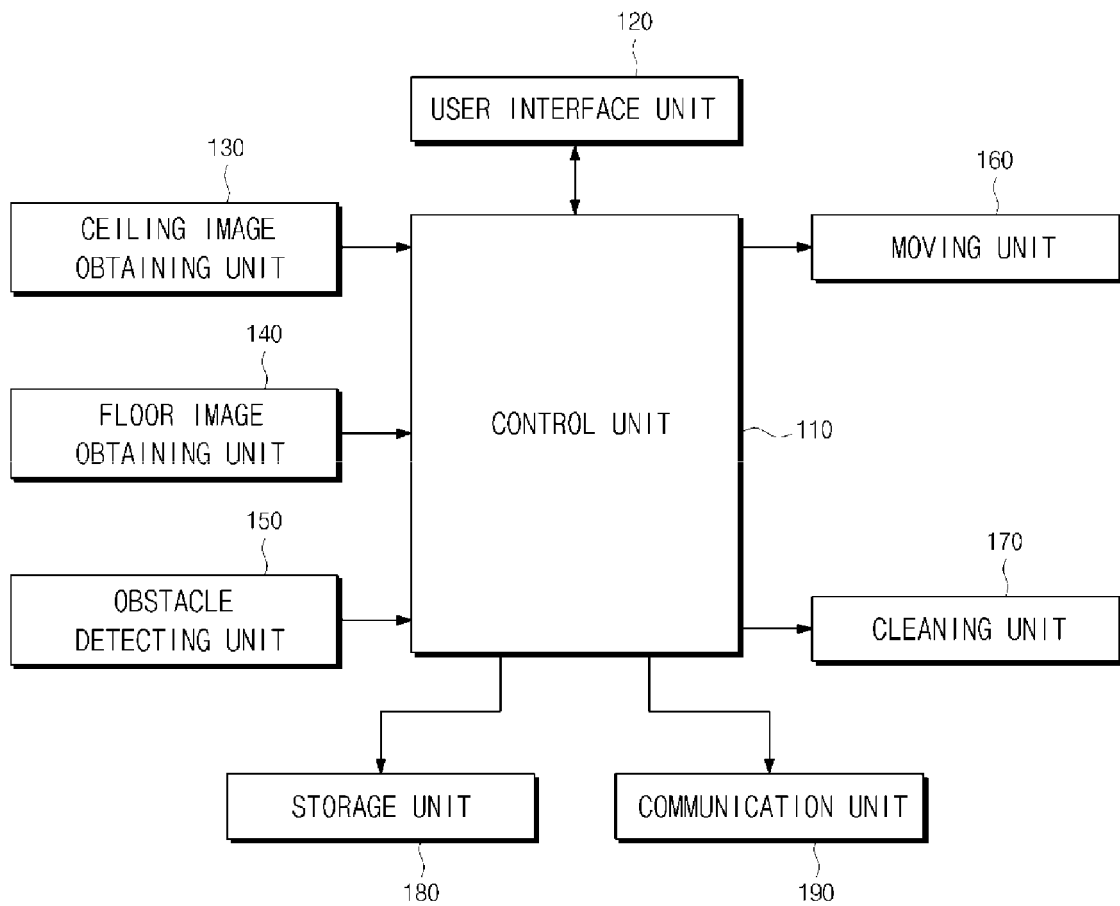 120
USER INTERFACE UNIT
130
CEILING IMAGE
OBTAINING UNIT
160
MOVING UNIT
140
FLOOR IMAGE
OBTAINING UNIT
CONTROL UNIT
110
150
OBSTACLE
DETECTING UNIT
170
CLEANING UNIT
STORAGE UNIT
180
COMMUNICATION UNIT
190